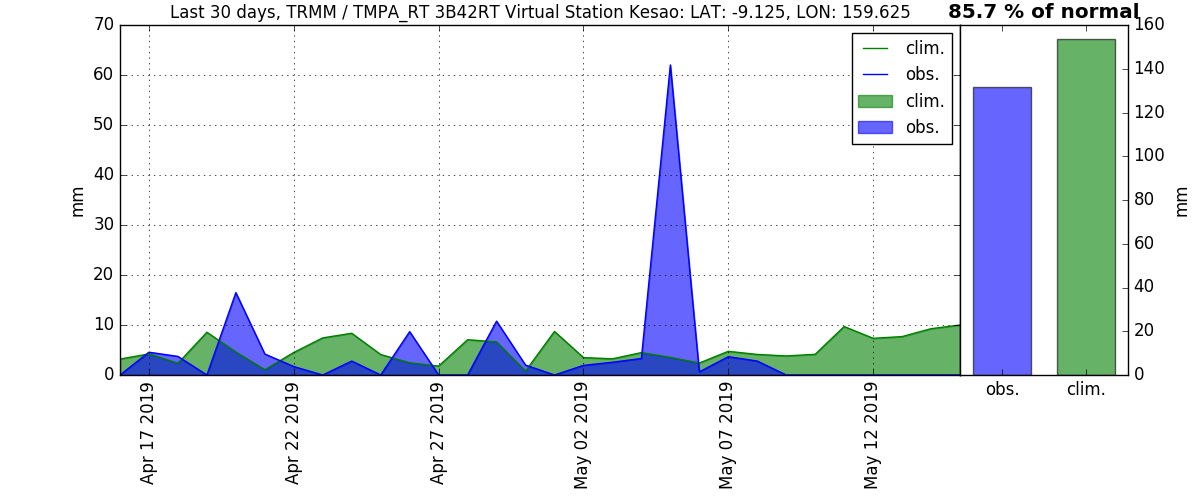 Last 30 days, TRMM / TMPA_RT 3B42RT Virtual Station Kesao: LAT: -9.125, LON: 159.625
85.7 % of normal
70
60
50
40
30
20
10
0
mm
clim.
obs.
clim.
obs.
Apr 17 2019
Apr 22 2019
Apr 27 2019
May 02 2019
May 07 2019
May 12 2019
160
140
120
100
80
60
40
20
0
mm
obs.
clim.